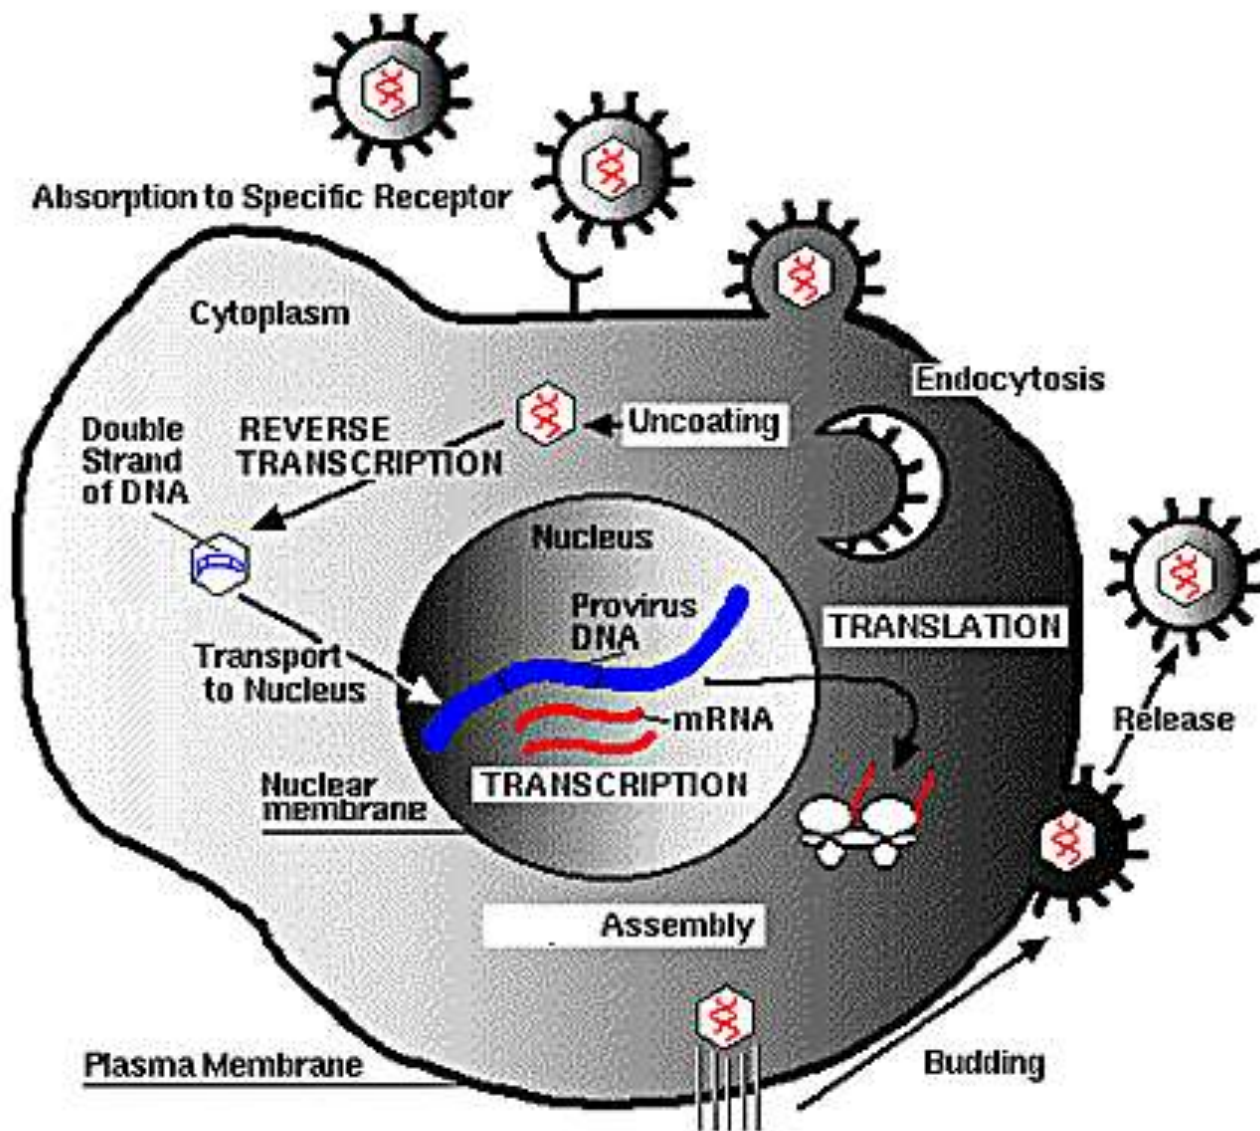 Absorption to Specific Receptor
Cytoplasm
Endocytosis
Uncoating
REVERSE
TRANSCRIPTION
Double
Strand
of DNA
Nucleus
Provirus
DNA
TRANSLATION
Transport
to Nucleus
mRNA
Release
TRANSCRIPTION
Nuclear
membrane
Assembly
Plasma Membrane
Budding